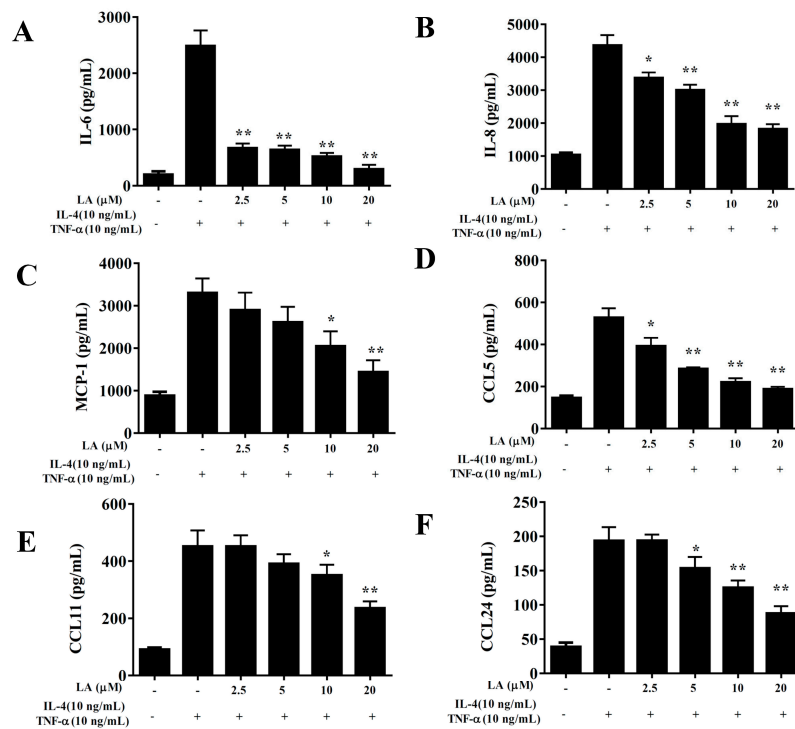 A
IL-6 (pg/mL)
3000
2000
1000
0
** ** ** **
LA (μM) - - 2.5 5 10 20
IL-4(10 ng/mL)
TNF-α (10 ng/mL) - + + + + +
B
IL-8 (pg/mL)
5000
4000
3000
2000
1000
0
* ** ** **
LA (μM) - - 2.5 5 10 20
IL-4(10 ng/mL)
TNF-α (10 ng/mL) - + + + + +
C
MCP-1 (pg/mL)
4000
3000
2000
1000
0
* **
LA (μM) - - 2.5 5 10 20
IL-4(10 ng/mL)
TNF-α (10 ng/mL) - + + + + +
D
CCL5 (pg/mL)
800
600
400
200
0
* ** ** **
LA (μM) - - 2.5 5 10 20
IL-4(10 ng/mL)
TNF-α (10 ng/mL) - + + + + +
E
CCL11 (pg/mL)
600
400
200
0
* **
LA (μM) - - 2.5 5 10 20
IL-4(10 ng/mL)
TNF-α (10 ng/mL) - + + + + +
F
CCL24 (pg/mL)
250
200
150
100
50
0
* ** **
LA (μM) - - 2.5 5 10 20
IL-4(10 ng/mL)
TNF-α (10 ng/mL) - + + + + +